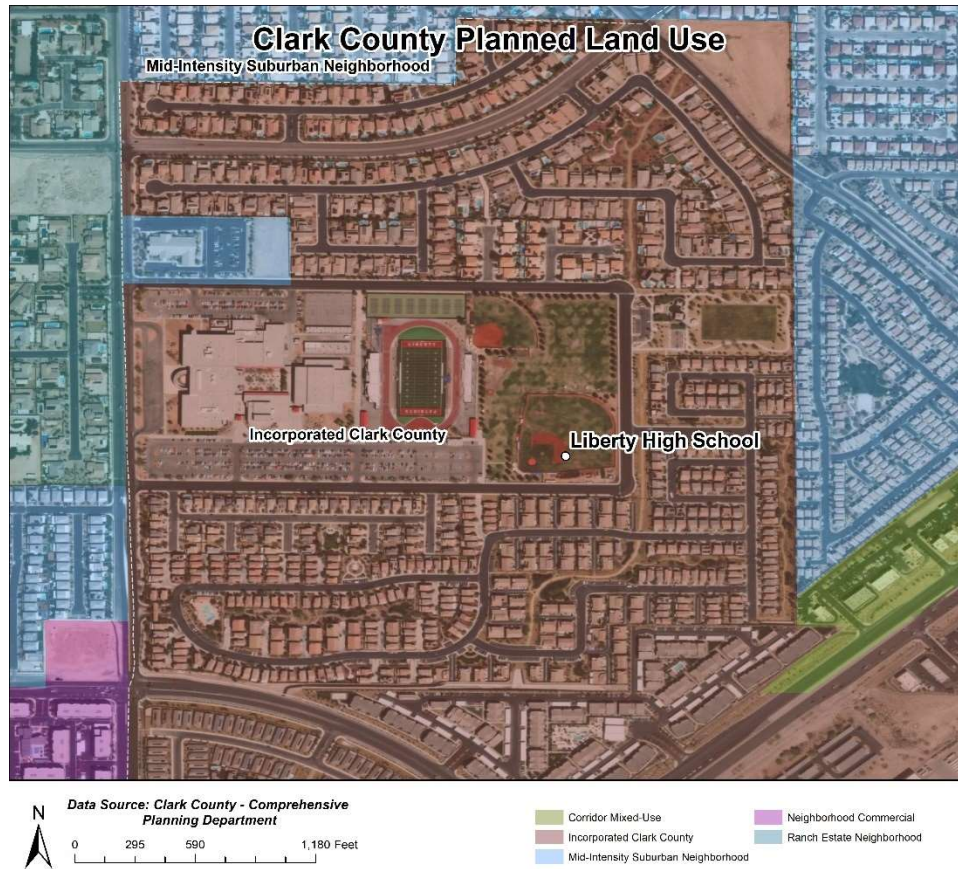 Clark County Planned Land Use
Mid-Intensity Suburban Neighborhood
Incorporated Clark County
Liberty High School
N
Data Source: Clark County - Comprehensive
Planning Department
0 295 590 1,180 Feet
Corridor Mixed-Use
Incorporated Clark County
Mid-Intensity Suburban Neighborhood
Neighborhood Commercial
Ranch Estate Neighborhood